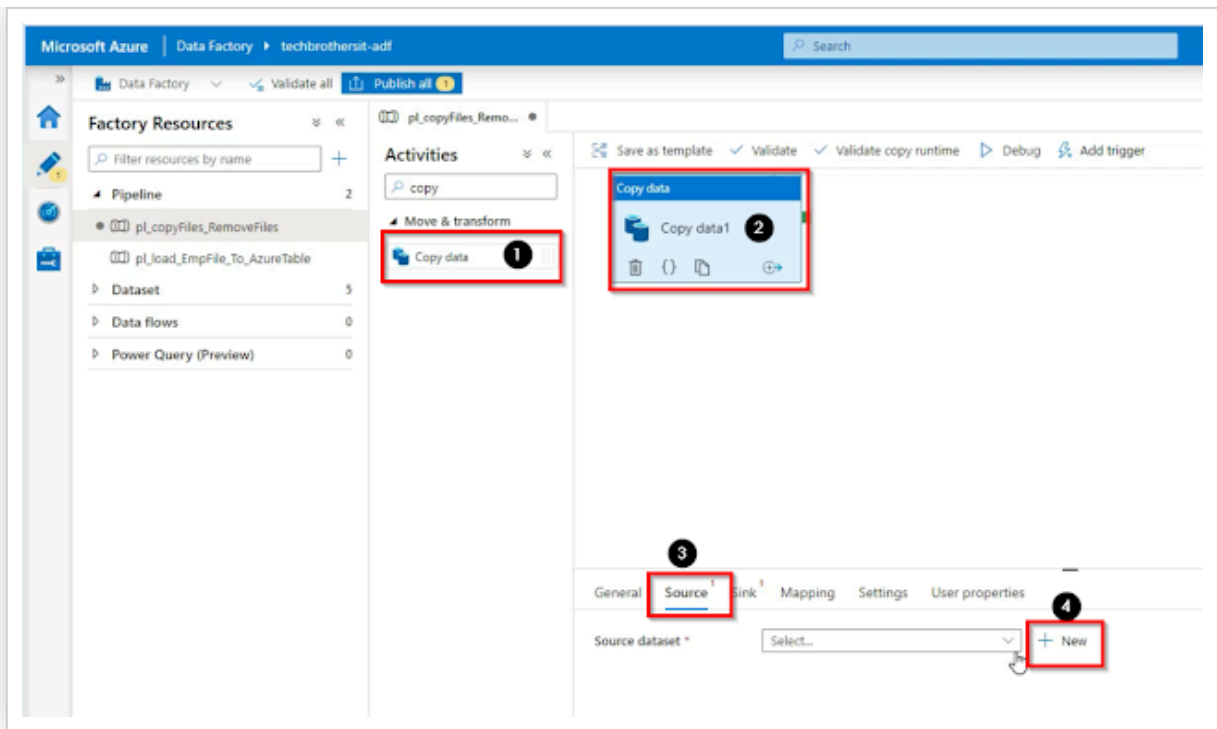 Microsoft Azure | Data Factory ▸ techbrothersit-adf
Search
» Data Factory Validate all Publish all 1
Factory Resources
Filter resources by name
Pipeline 2
pl_copyFiles_RemoveFiles
pl_load_EmpFile_To_AzureTable
Dataset 5
Data flows 0
Power Query (Preview) 0
1
pl_copyFiles_Remo...
Activities
copy
Move & transform
Copy data 1
Save as template Validate Validate copy runtime Debug Add trigger
Copy data
Copy data1 2
{}
3
General Source 1 Sink 1 Mapping Settings User properties
4
Source dataset * Select... + New